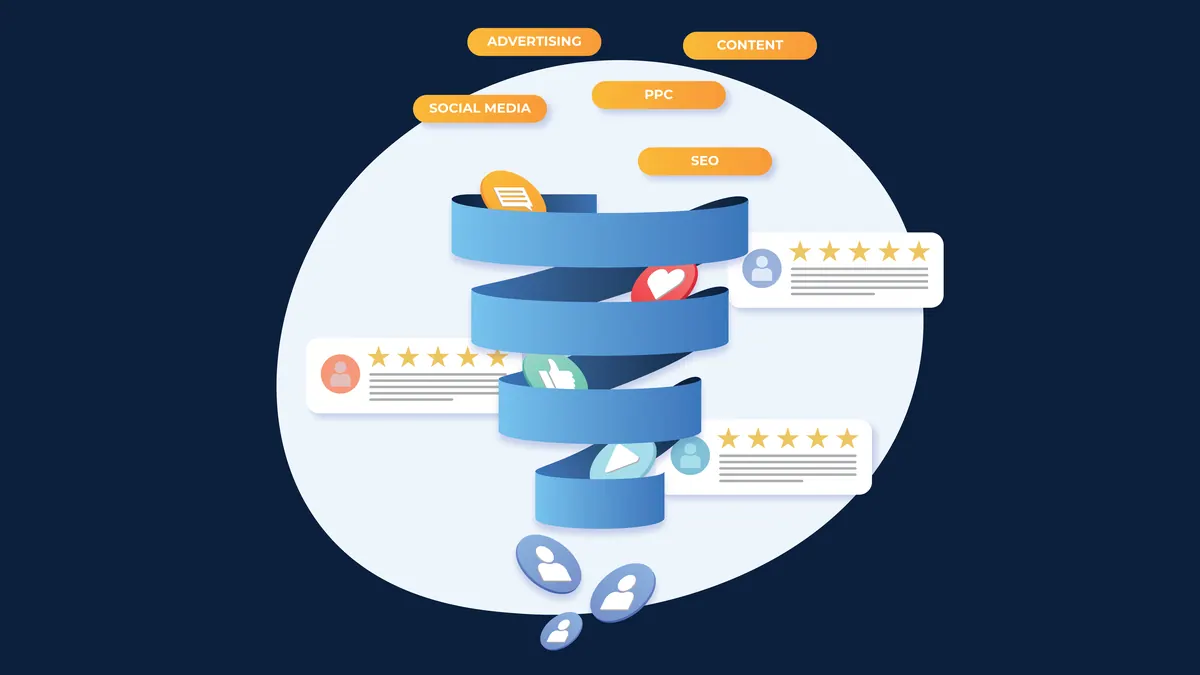 ADVERTISING
CONTENT
PPC
SOCIAL MEDIA
SEO